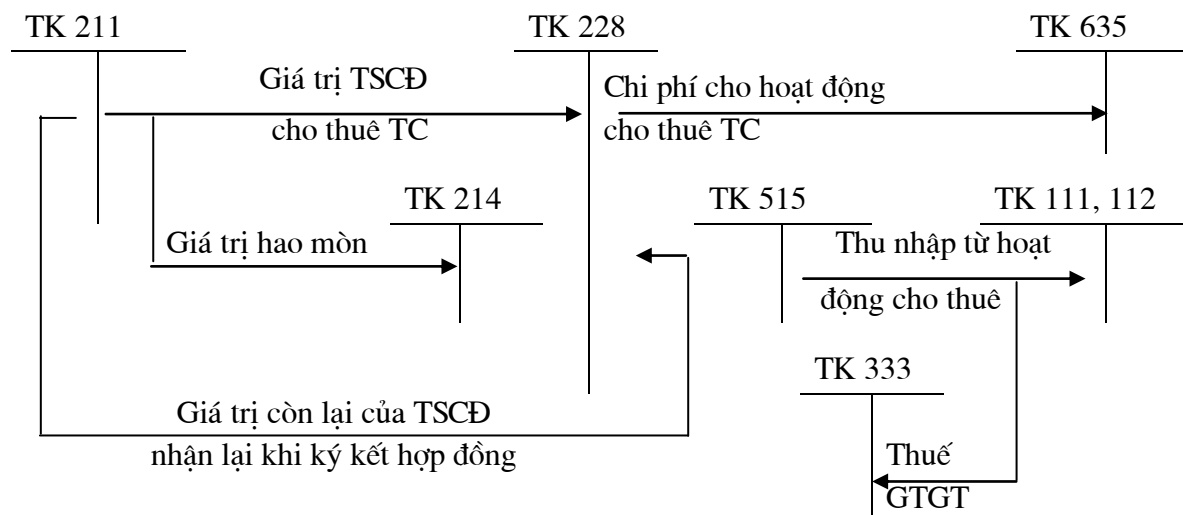 TK 211
TK 228
TK 635
Giá trị TSCĐ
cho thuê TC
Chi phí cho hoạt động
cho thuê TC
TK 214
TK 515
TK 111, 112
Giá trị hao mòn
Thu nhập từ hoạt
động cho thuê
TK 333
Giá trị còn lại của TSCĐ
nhận lại khi ký kết hợp đồng
Thuế
GTGT